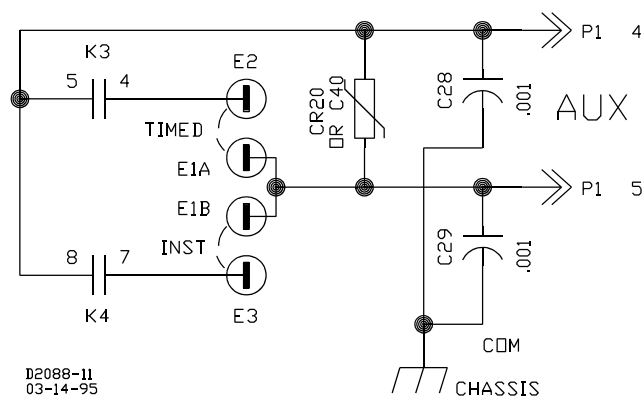 P1 4
K3
5 4
E2
TIMED
E1A
CR20
OR C40
C28
.001
AUX
E1B
P1 5
INST
8 7
K4
E3
C29
.001
COM
CHASSIS
D2088-11
03-14-95